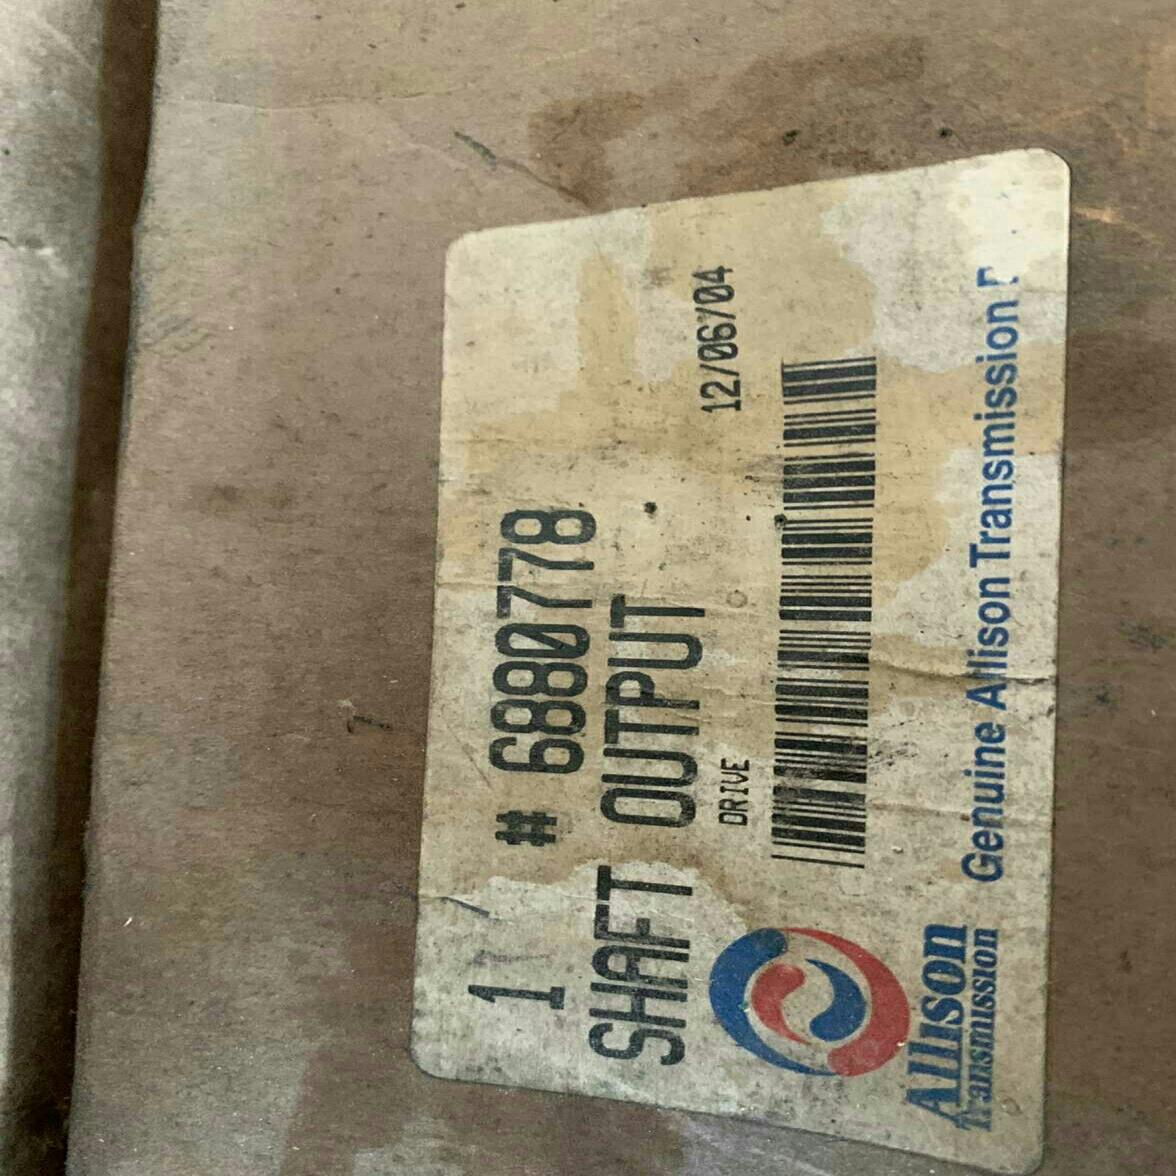 1 # 6880778
SHAFT OUTPUT
DRIVE 12/06/04
Allison
Transmission
Genuine Allison Transmission